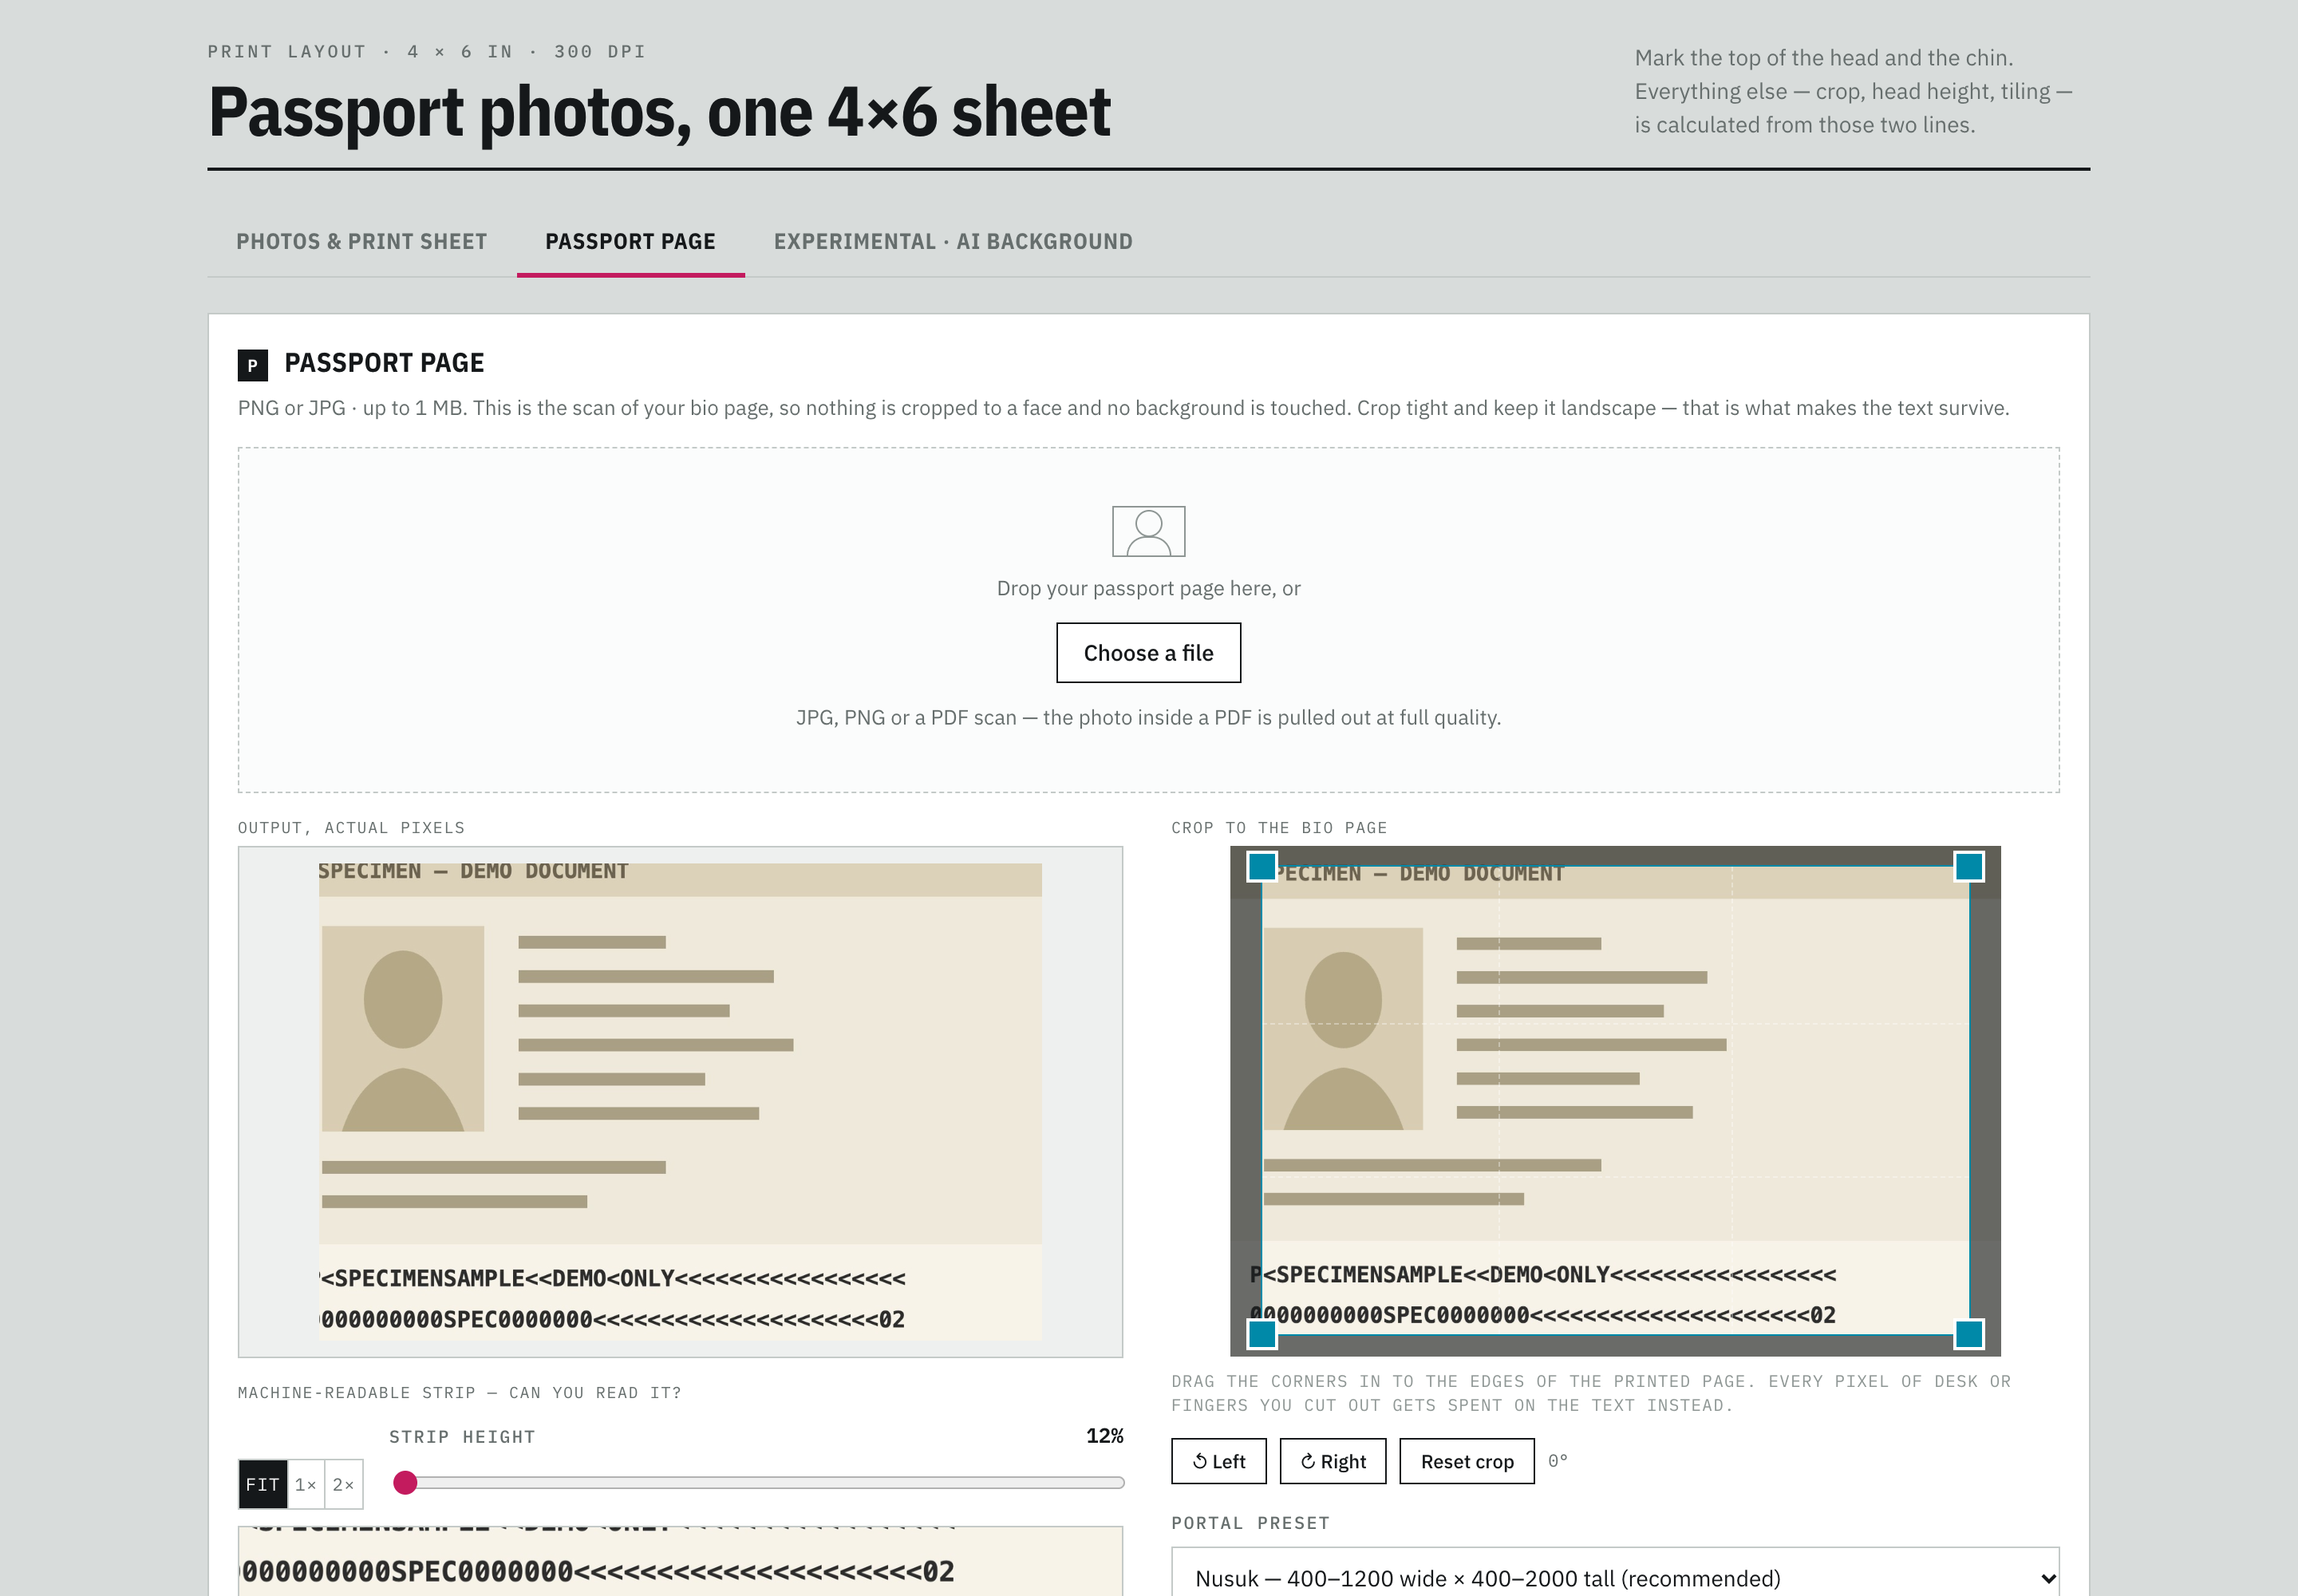 PRINT LAYOUT · 4 × 6 IN · 300 DPI
Passport photos, one 4×6 sheet
Mark the top of the head and the chin.
Everything else — crop, head height, tiling —
is calculated from those two lines.
PHOTOS & PRINT SHEET
PASSPORT PAGE
EXPERIMENTAL · AI BACKGROUND
P
PASSPORT PAGE
PNG or JPG · up to 1 MB. This is the scan of your bio page, so nothing is cropped to a face and no background is touched. Crop tight and keep it landscape — that is what makes the text survive.
Drop your passport page here, or
Choose a file
JPG, PNG or a PDF scan — the photo inside a PDF is pulled out at full quality.
OUTPUT, ACTUAL PIXELS
SPECIMEN — DEMO DOCUMENT
<SPECIMENSAMPLE<<DEMO<ONLY<<<<<<<<<<<<<<<<<
000000000SPEC0000000<<<<<<<<<<<<<<<<<<<<<02
MACHINE-READABLE STRIP — CAN YOU READ IT?
STRIP HEIGHT
12%
FIT
1×
2×
<SPECIMENSAMPLE<<DEMO<ONLY<<<<<<<<<<<<<<<<<
000000000SPEC0000000<<<<<<<<<<<<<<<<<<<<<02
CROP TO THE BIO PAGE
PECIMEN — DEMO DOCUMENT
P<SPECIMENSAMPLE<<DEMO<ONLY<<<<<<<<<<<<<<<<<
0000000000SPEC0000000<<<<<<<<<<<<<<<<<<<<<02
DRAG THE CORNERS IN TO THE EDGES OF THE PRINTED PAGE. EVERY PIXEL OF DESK OR
FINGERS YOU CUT OUT GETS SPENT ON THE TEXT INSTEAD.
Left
Right
Reset crop
0°
PORTAL PRESET
Nusuk — 400–1200 wide × 400–2000 tall (recommended)